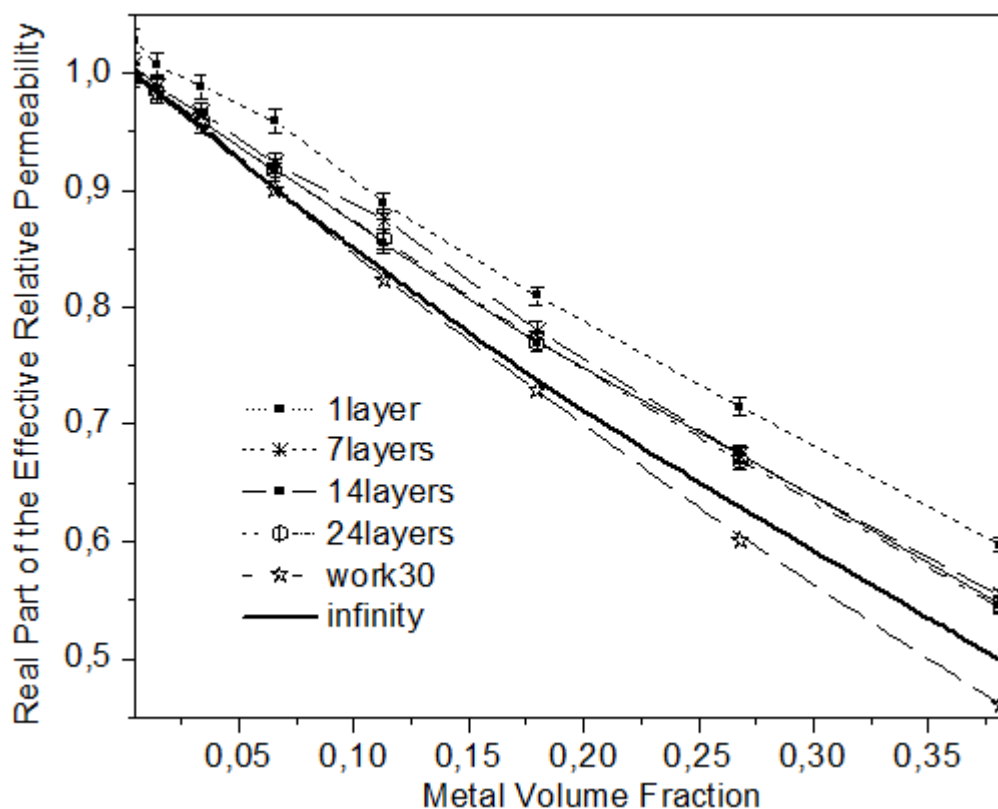 Real Part of the Effective Relative Permeability
1,0
0,9
0,8
0,7
0,6
0,5
1layer
7layers
14layers
24layers
work30
infinity
0,05 0,10 0,15 0,20 0,25 0,30 0,35
Metal Volume Fraction